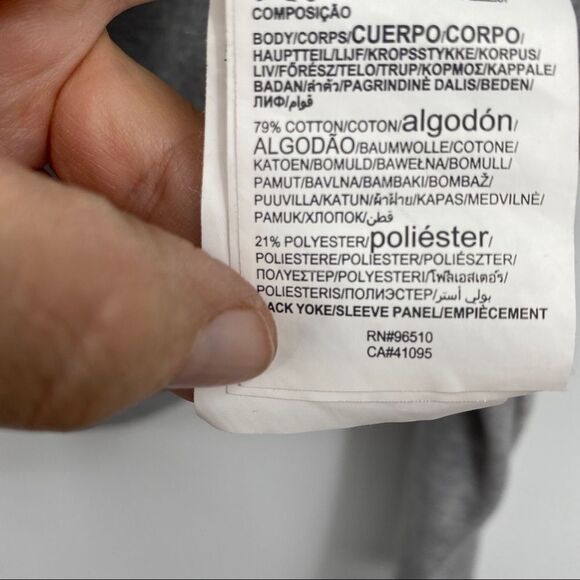 COMPOSIÇÃO
BODY/CORPS/CUERPO/CORPO/
HAUPTTEIL/LIJF/KROPSSTYKKE/KORPUS/
LIV/FŐRÉSZ/TELO/TRUP/ΚΟΡΜΟΣ/KAPPALE/
BADAN/ลำตัว/PAGRINDINĖ DALIS/BEDEN/
ЛИФ/قوام
79% COTTON/COTON/algodón/
ALGODÃO/BAUMWOLLE/COTONE/
KATOEN/BOMULD/BAWEŁNA/BOMULL/
PAMUT/BAVLNA/BAMBAKI/BOMBAŽ/
PUUVILLA/KATUN/ผ้าฝ้าย/KAPAS/MEDVILNĖ/
PAMUK/ХЛОПОК/قطن
21% POLYESTER/poliéster/
POLIESTERE/POLIESTER/POLIÉSZTER/
ΠΟΛΥΕΣΤΕΡ/POLYESTERI/โพลีเอสเตอร์/
POLIESTERIS/ПОЛИЭСТЕР/بولي أستر/
YOKE/SLEEVE PANEL/EMPIÈCEMENT
RN#96510
CA#41095